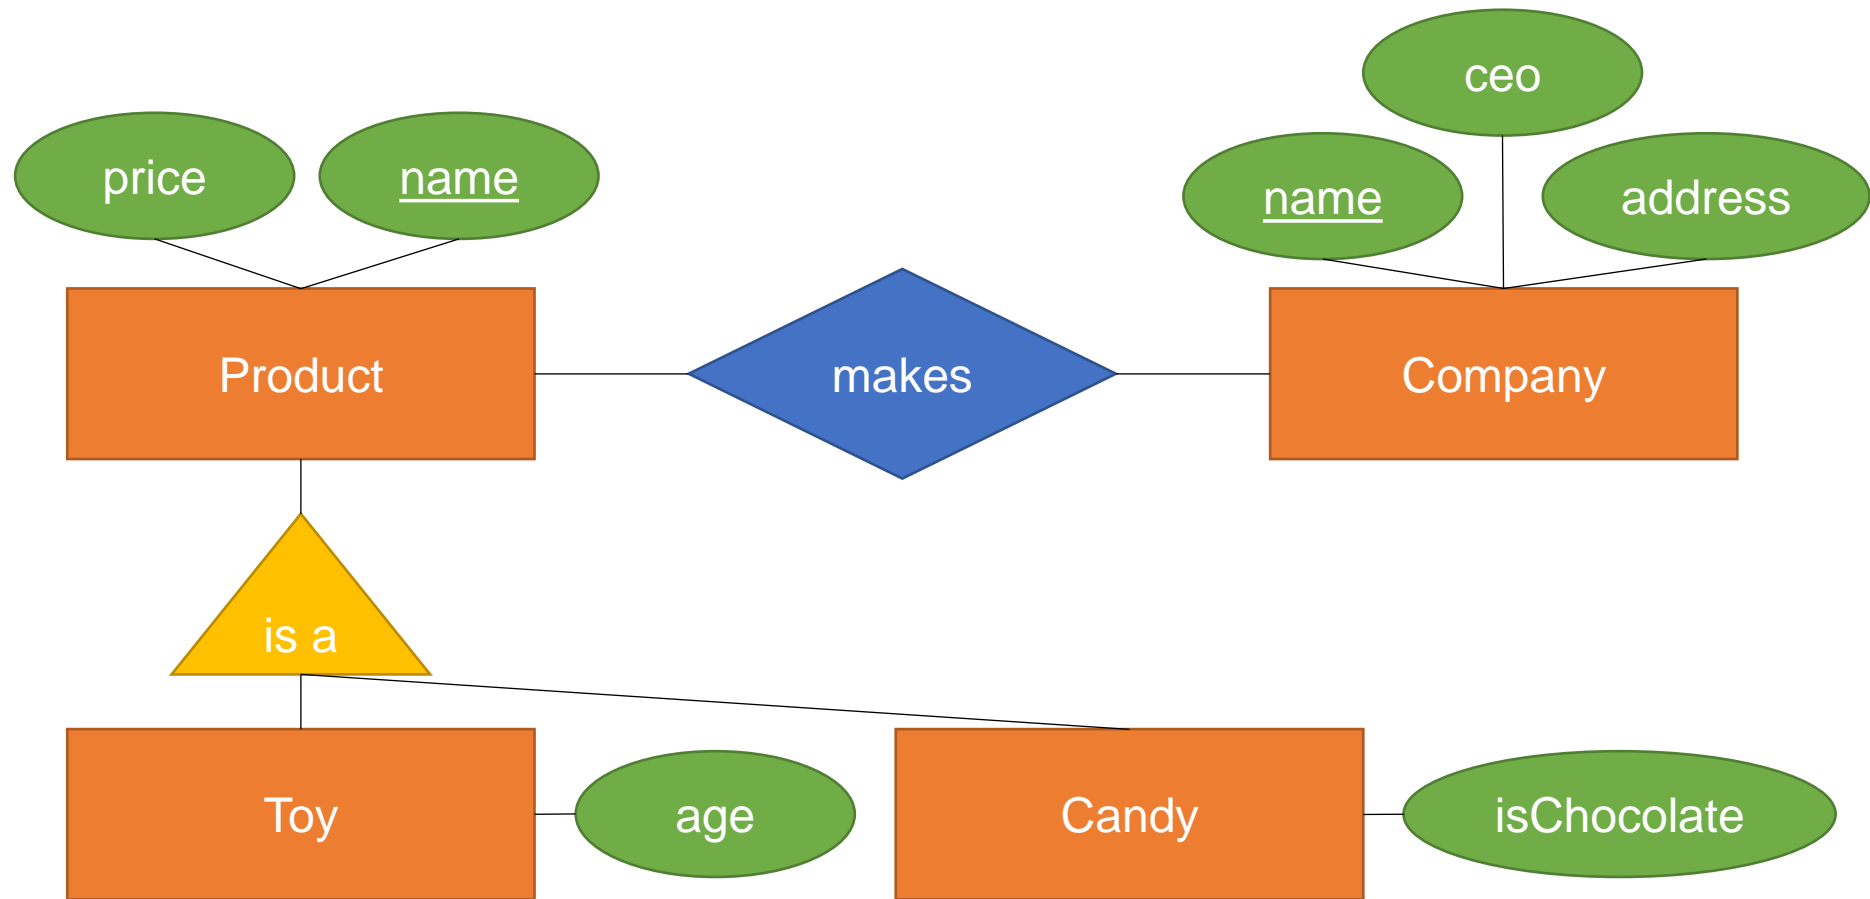 ceo
price
name
name
address
Product
makes
Company
is a
Toy
age
Candy
isChocolate